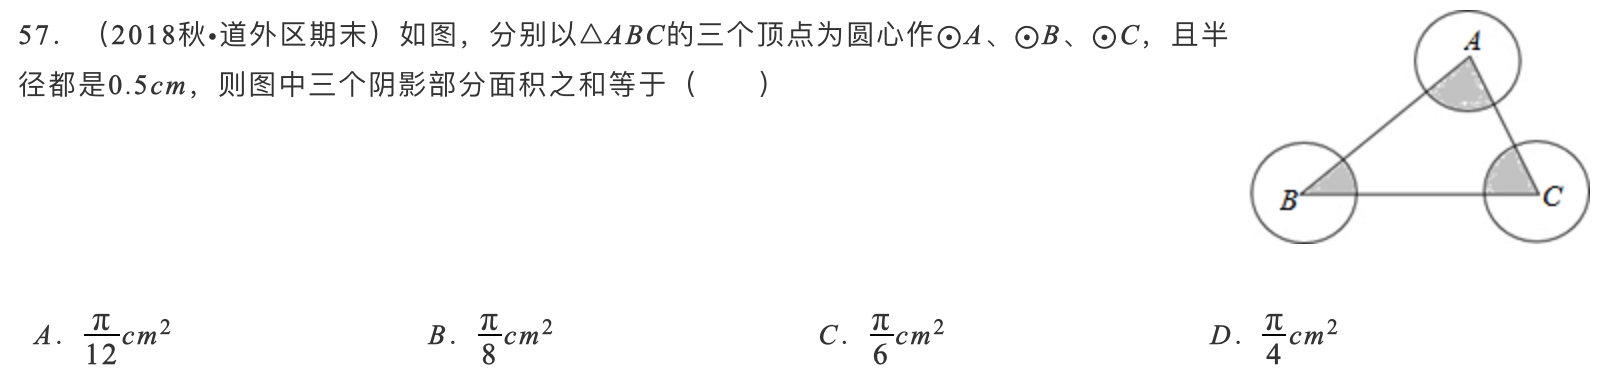 57. （2018秋•道外区期末）如图，分别以△ABC的三个顶点为圆心作⊙A、⊙B、⊙C，且半
径都是0.5cm，则图中三个阴影部分面积之和等于（  ）
A
B
C
A. π/12 cm² B. π/8 cm² C. π/6 cm² D. π/4 cm²